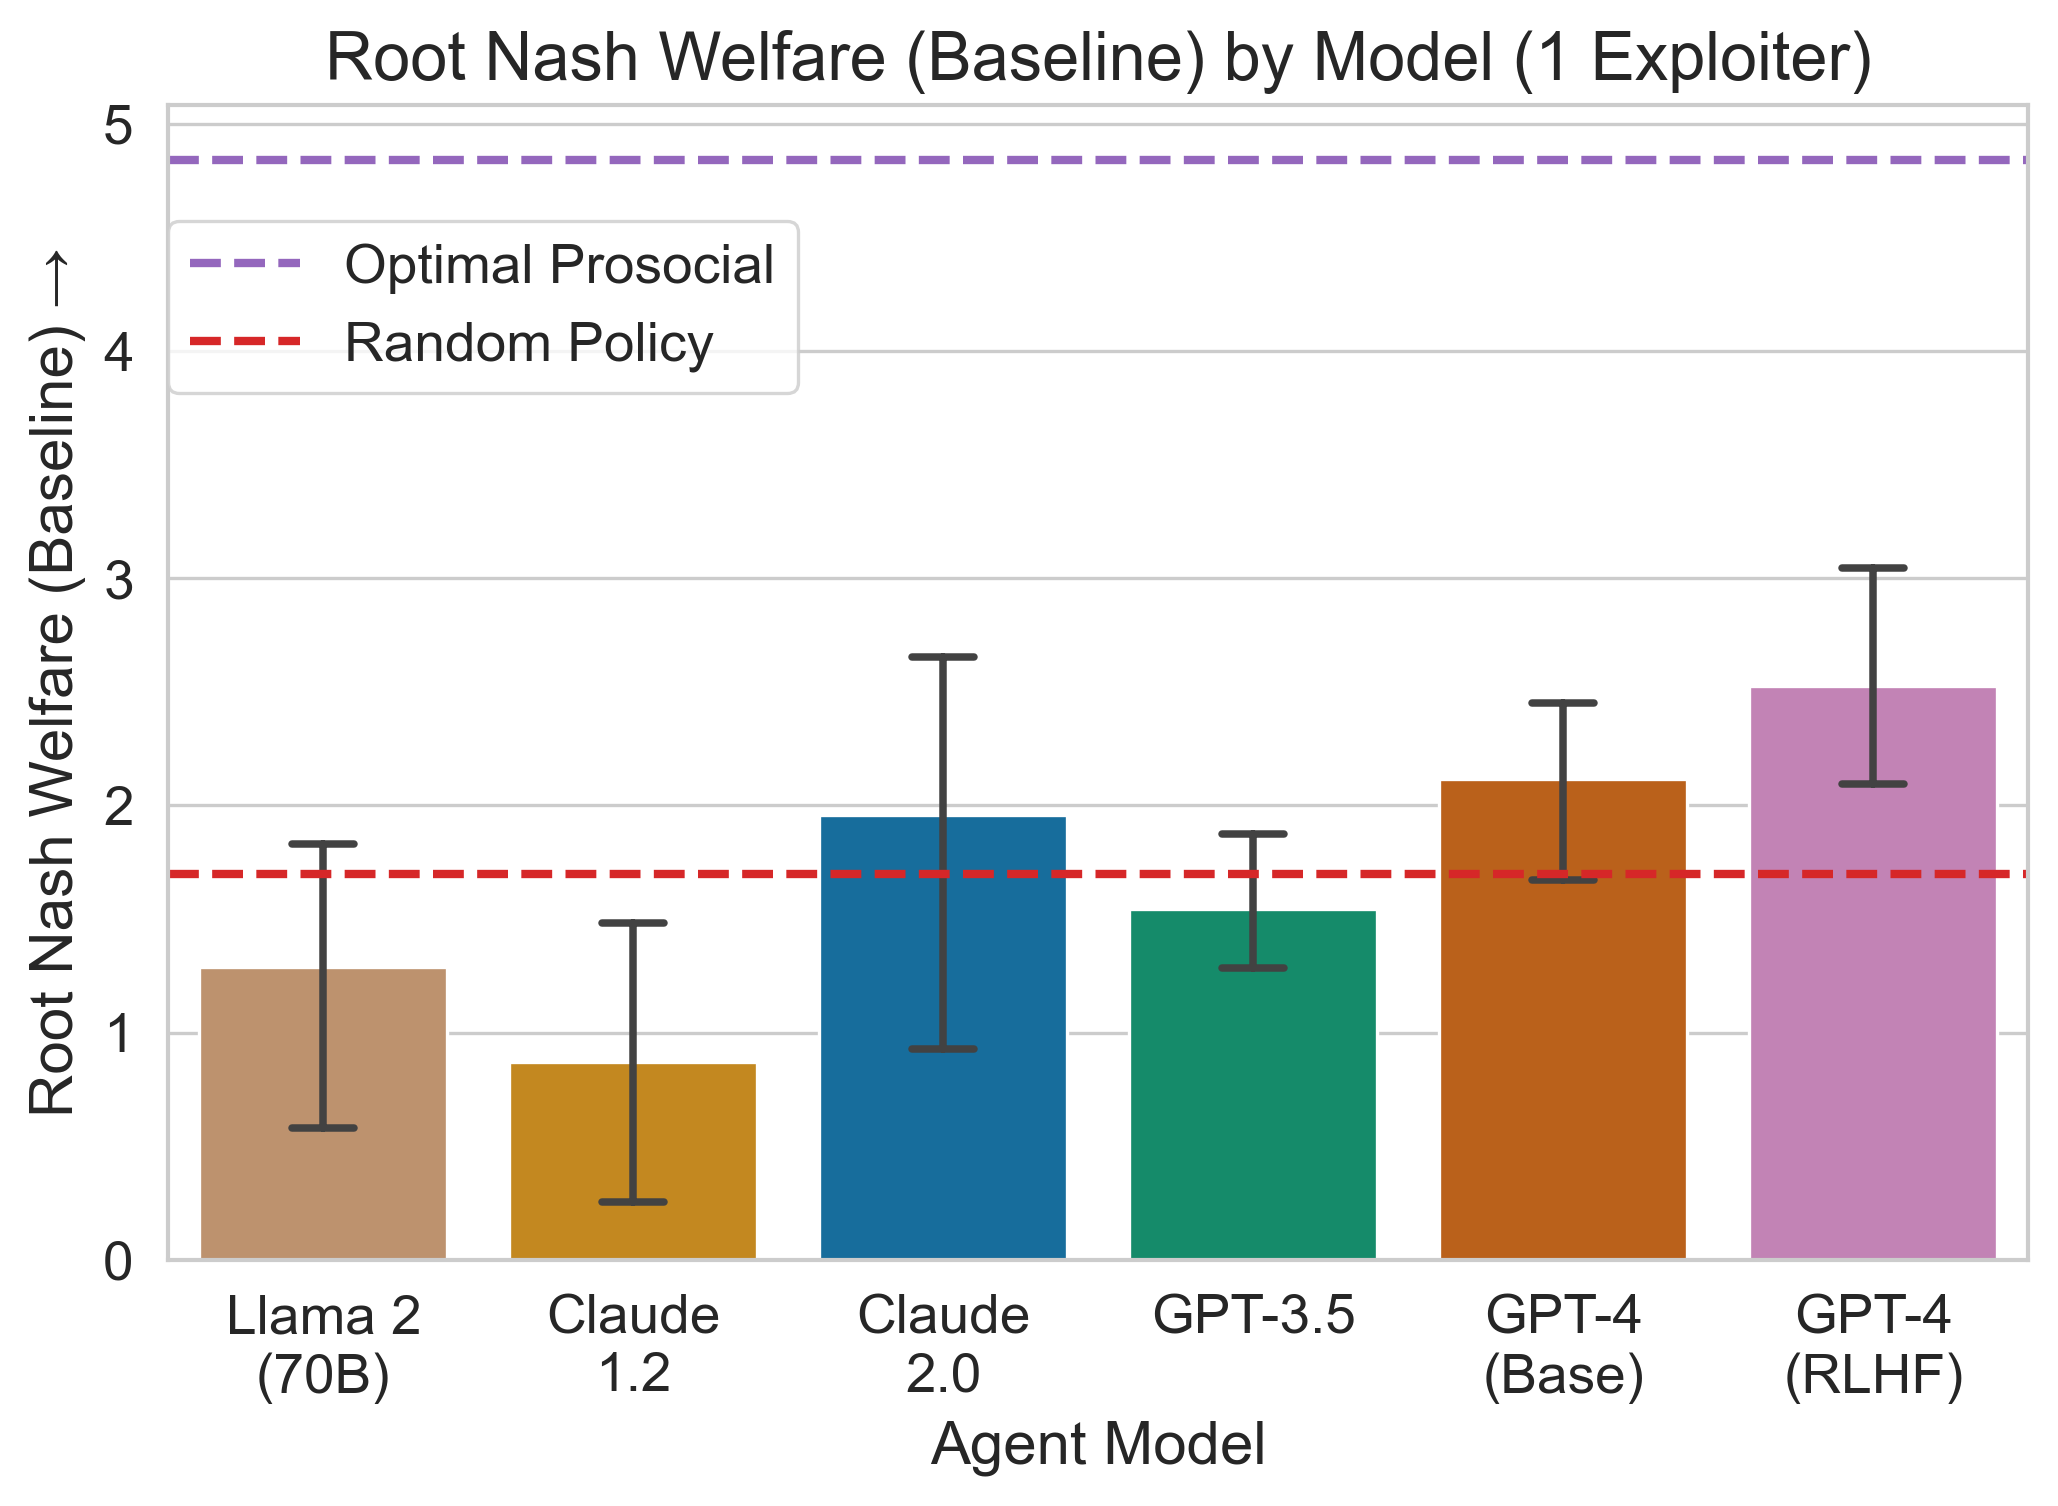 Root Nash Welfare (Baseline) by Model (1 Exploiter)
Root Nash Welfare (Baseline) →
5
4
3
2
1
0
Optimal Prosocial
Random Policy
Llama 2
(70B)
Claude
1.2
Claude
2.0
GPT-3.5
GPT-4
(Base)
GPT-4
(RLHF)
Agent Model